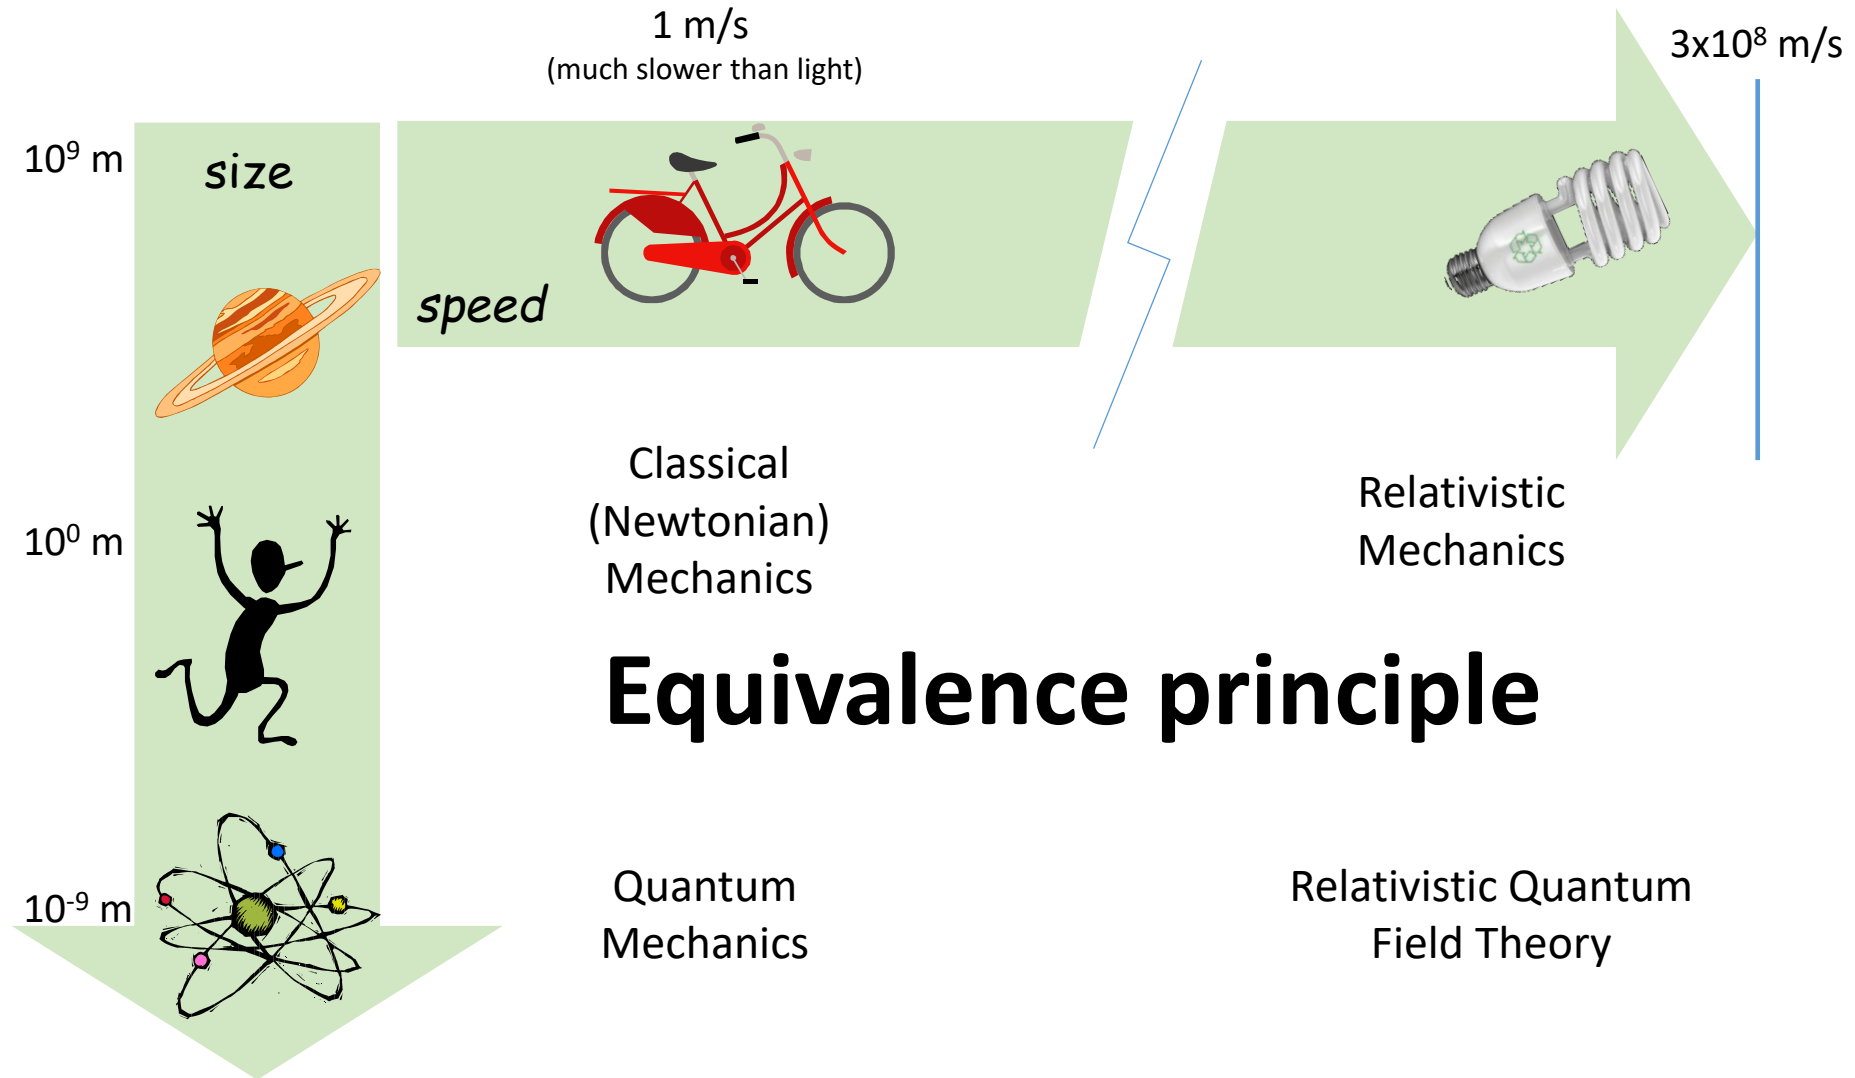 1 m/s
(much slower than light)
3x10⁸ m/s
10⁹ m
size
speed
Classical
(Newtonian)
Mechanics
Relativistic
Mechanics
10⁰ m
Equivalence principle
10⁻⁹ m
Quantum
Mechanics
Relativistic Quantum
Field Theory